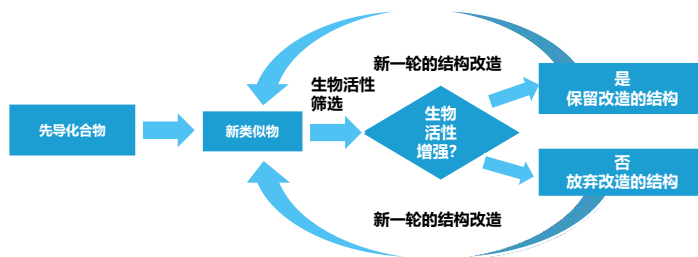 新一轮的结构改造
是
保留改造的结构
生物活性
筛选
先导化合物
新类似物
生物
活性
增强?
否
放弃改造的结构
新一轮的结构改造